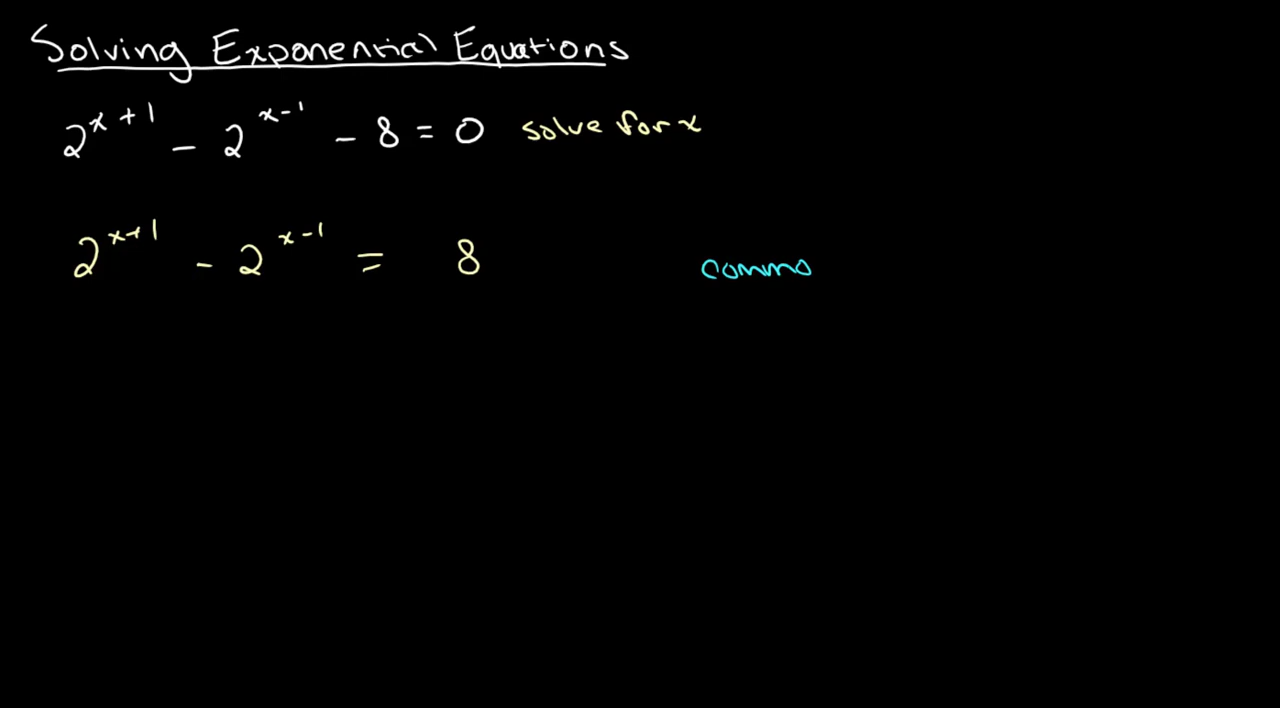 Solving Exponential Equations
2^{x+1} - 2^{x-1} - 8 = 0 solve for x
2^{x+1} - 2^{x-1} = 8 commo